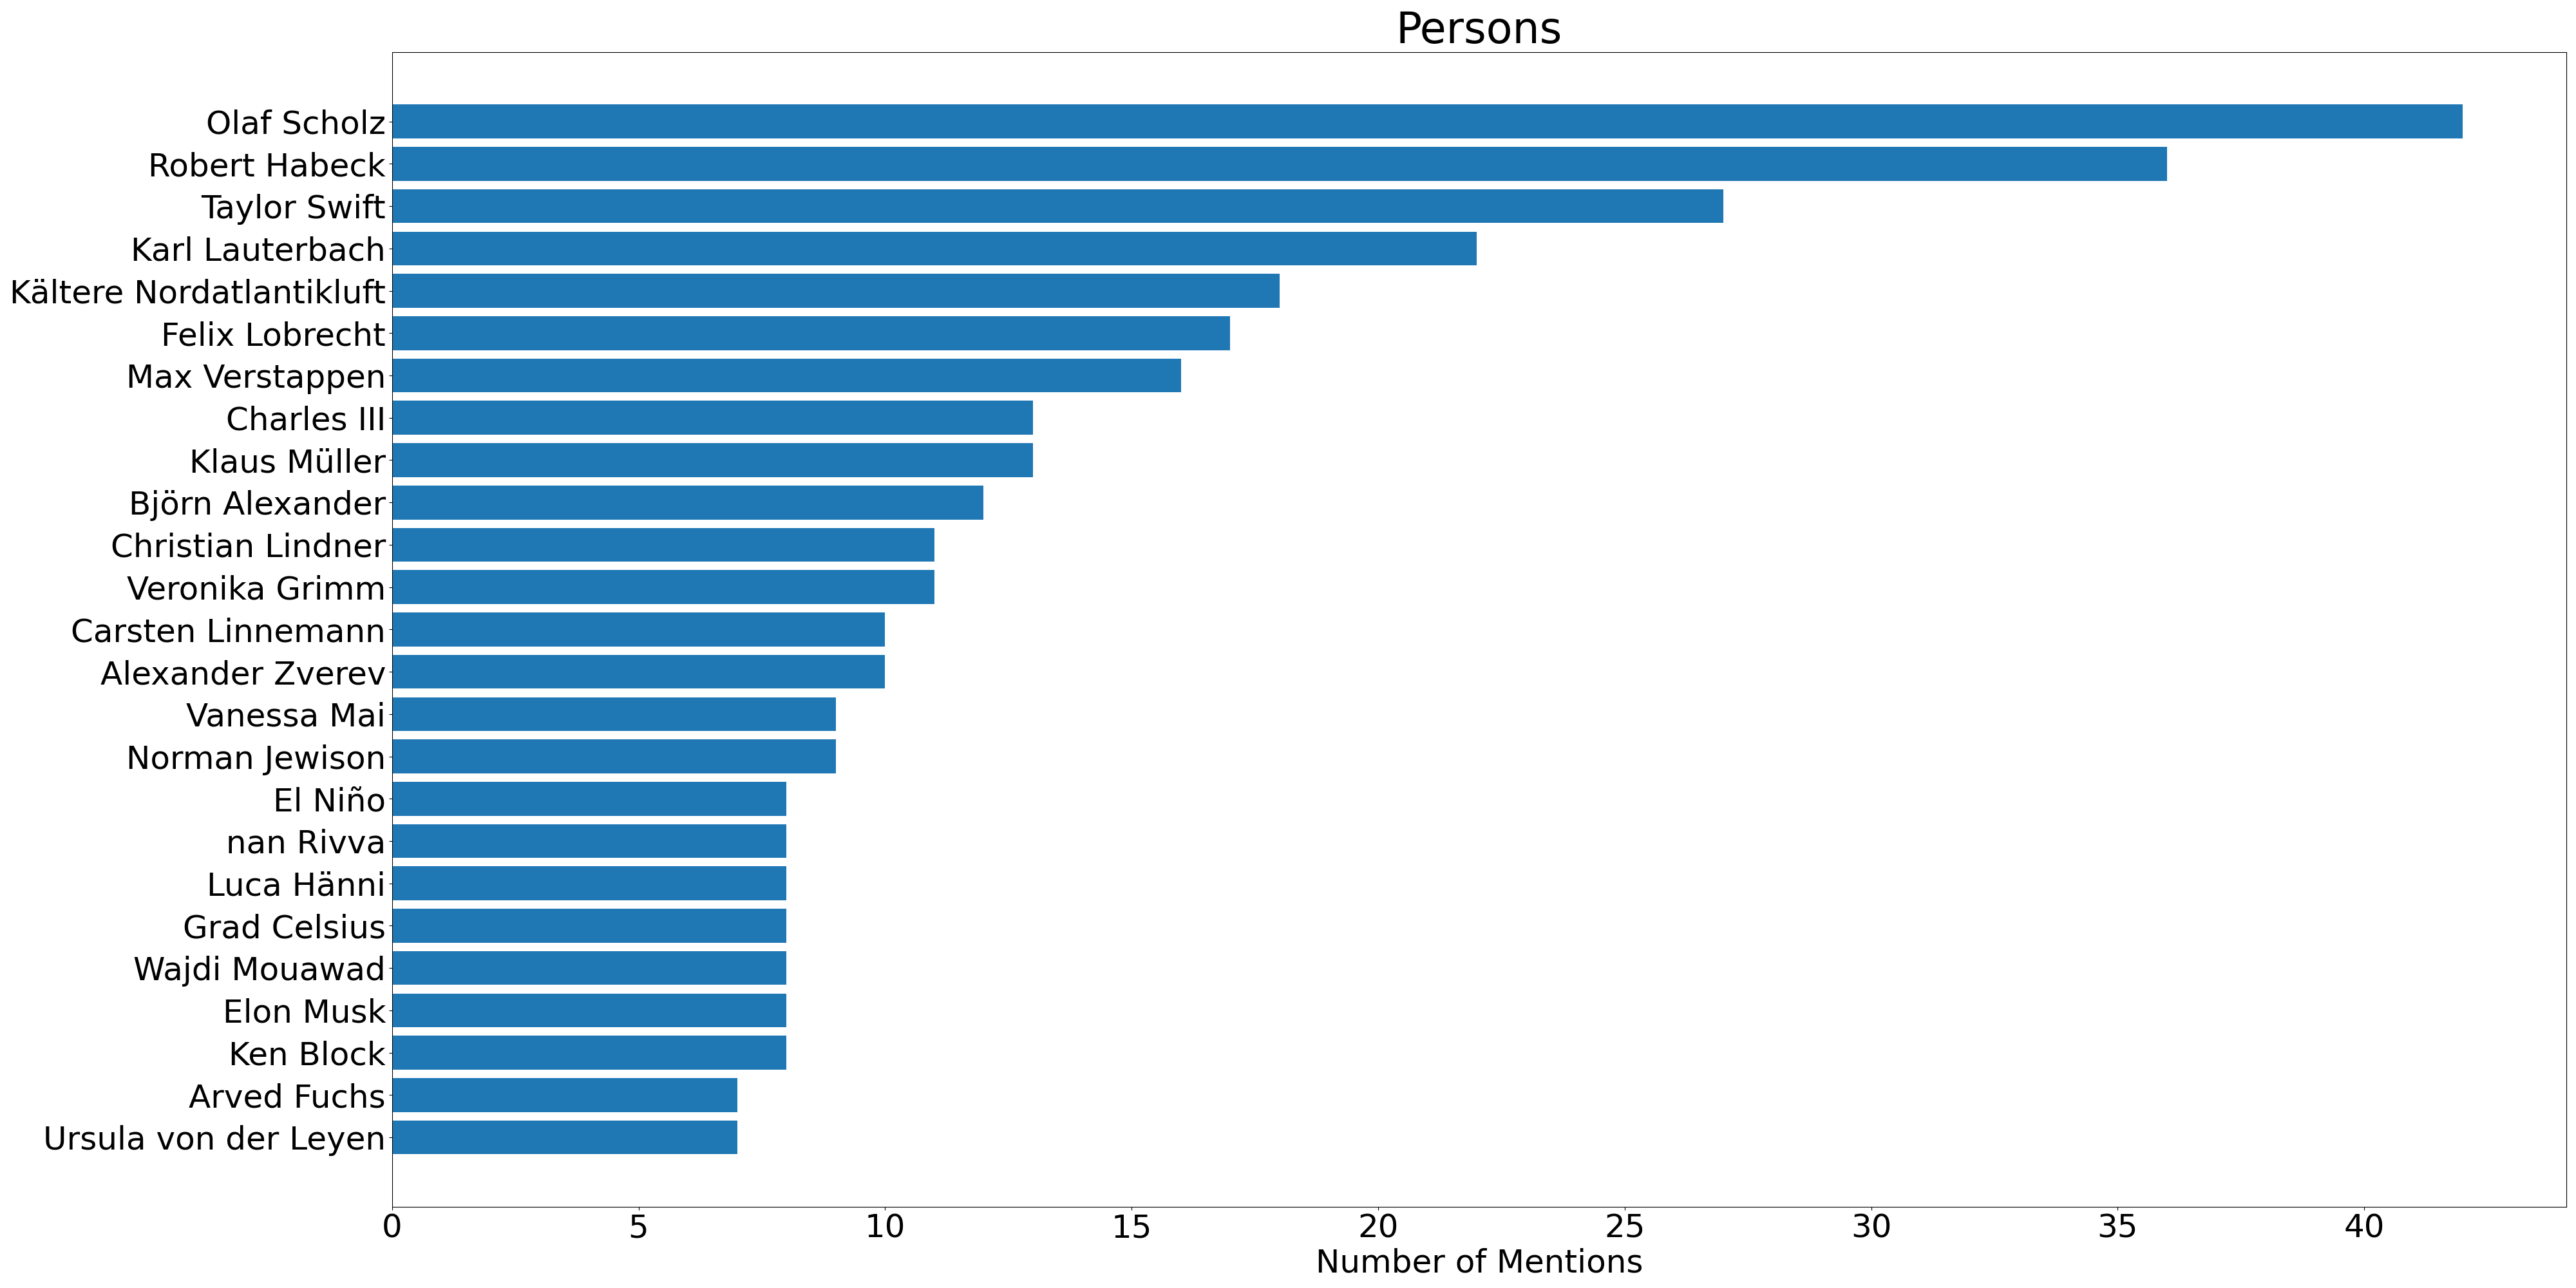 Persons
Olaf Scholz
Robert Habeck
Taylor Swift
Karl Lauterbach
Kältere Nordatlantikluft
Felix Lobrecht
Max Verstappen
Charles III
Klaus Müller
Björn Alexander
Christian Lindner
Veronika Grimm
Carsten Linnemann
Alexander Zverev
Vanessa Mai
Norman Jewison
El Niño
nan Rivva
Luca Hänni
Grad Celsius
Wajdi Mouawad
Elon Musk
Ken Block
Arved Fuchs
Ursula von der Leyen
0 5 10 15 20 25 30 35 40
Number of Mentions